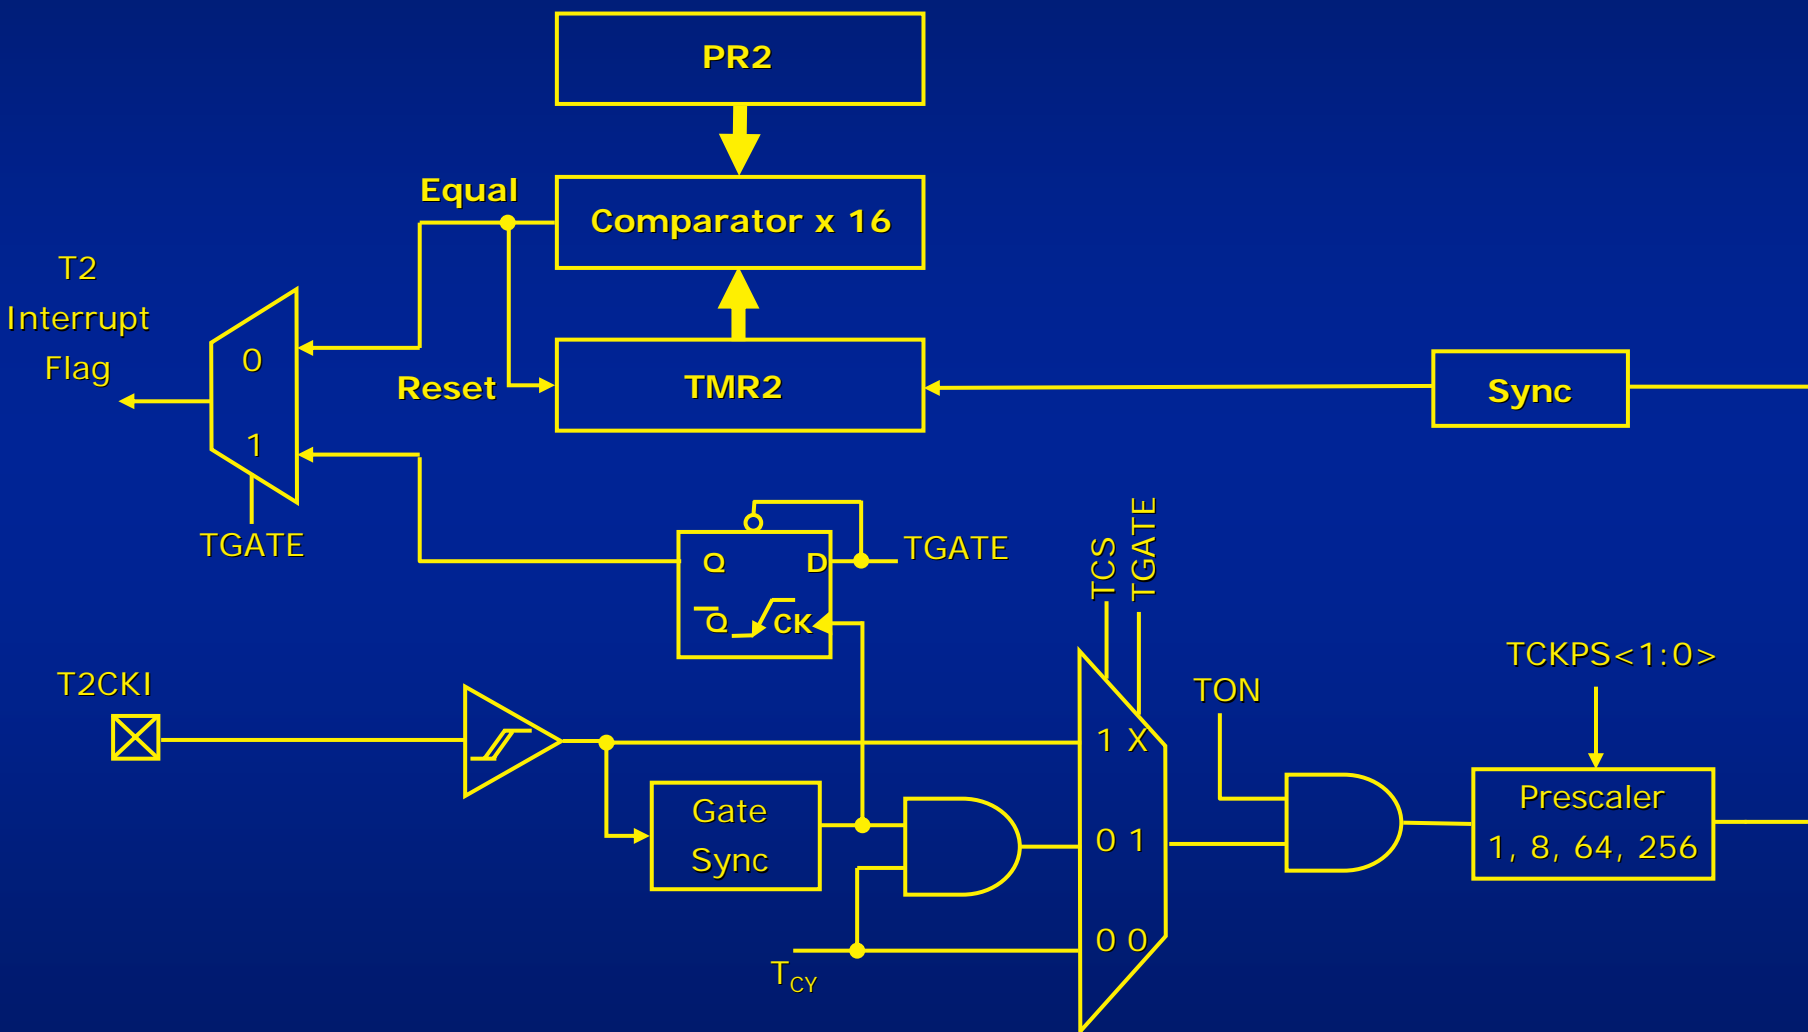 PR2
Equal
Comparator x 16
T2
Interrupt
Flag
0
Reset
TMR2
Sync
1
TGATE
Q
D
TGATE
TCS
TGATE
Q
CK
TCKPS<1:0>
T2CKI
TON
1 X
Gate
Sync
0 1
Prescaler
1, 8, 64, 256
0 0
TCY